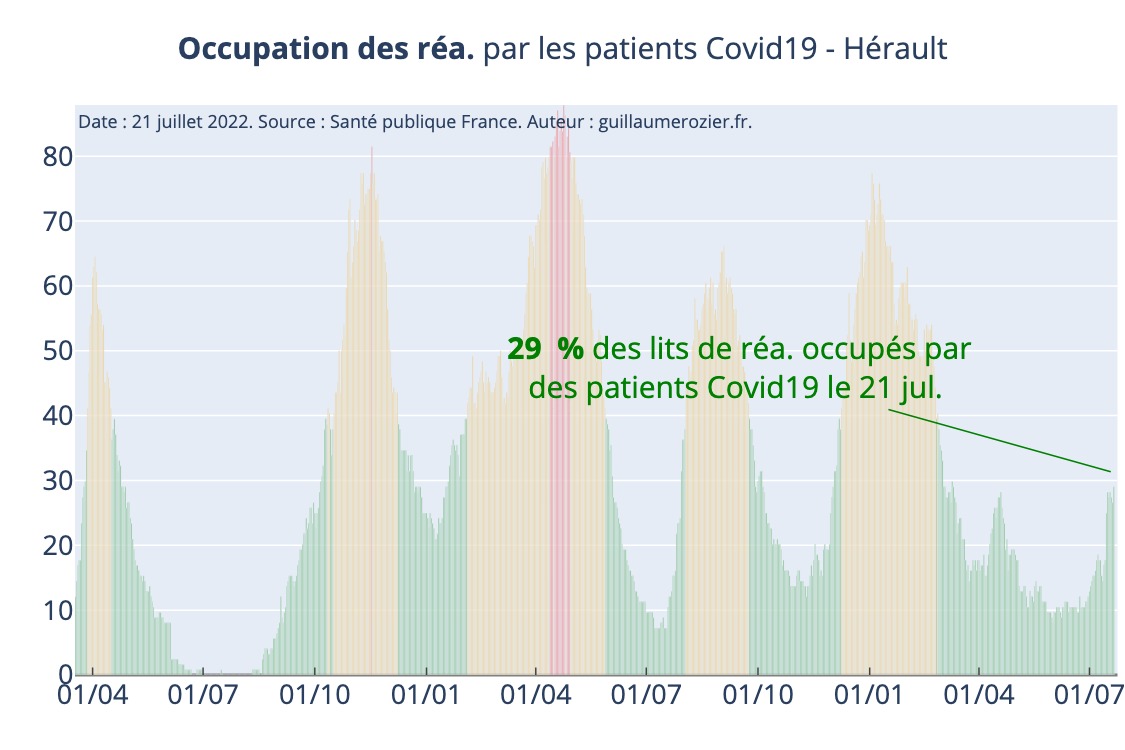 Occupation des réa. par les patients Covid19 - Hérault
Date : 21 juillet 2022. Source : Santé publique France. Auteur : guillaumerozier.fr.
80
70
60
50
40
30
20
10
0
29 % des lits de réa. occupés par
des patients Covid19 le 21 jul.
01/04 01/07 01/10 01/01 01/04 01/07 01/10 01/01 01/04 01/07